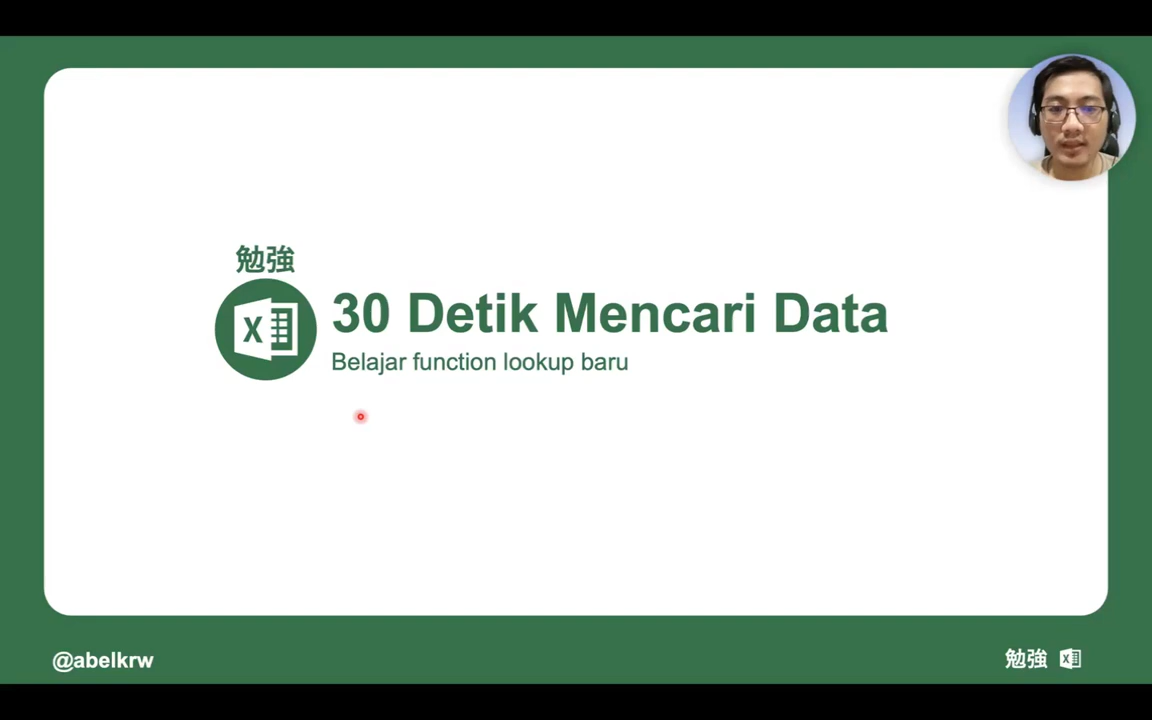 勉強
30 Detik Mencari Data
Belajar function lookup baru
@abelkrw
勉強